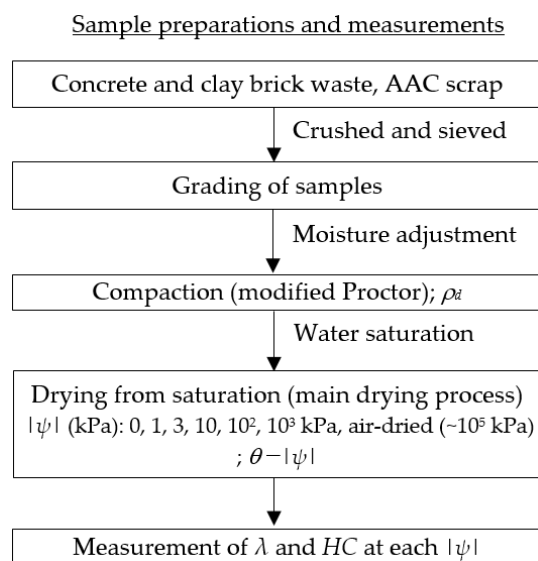 Sample preparations and measurements
Concrete and clay brick waste, AAC scrap
Crushed and sieved
Grading of samples
Moisture adjustment
Compaction (modified Proctor); ρd
Water saturation
Drying from saturation (main drying process)
|ψ| (kPa): 0, 1, 3, 10, 10², 10³ kPa, air-dried (~10⁵ kPa)
; θ−|ψ|
Measurement of λ and HC at each |ψ|